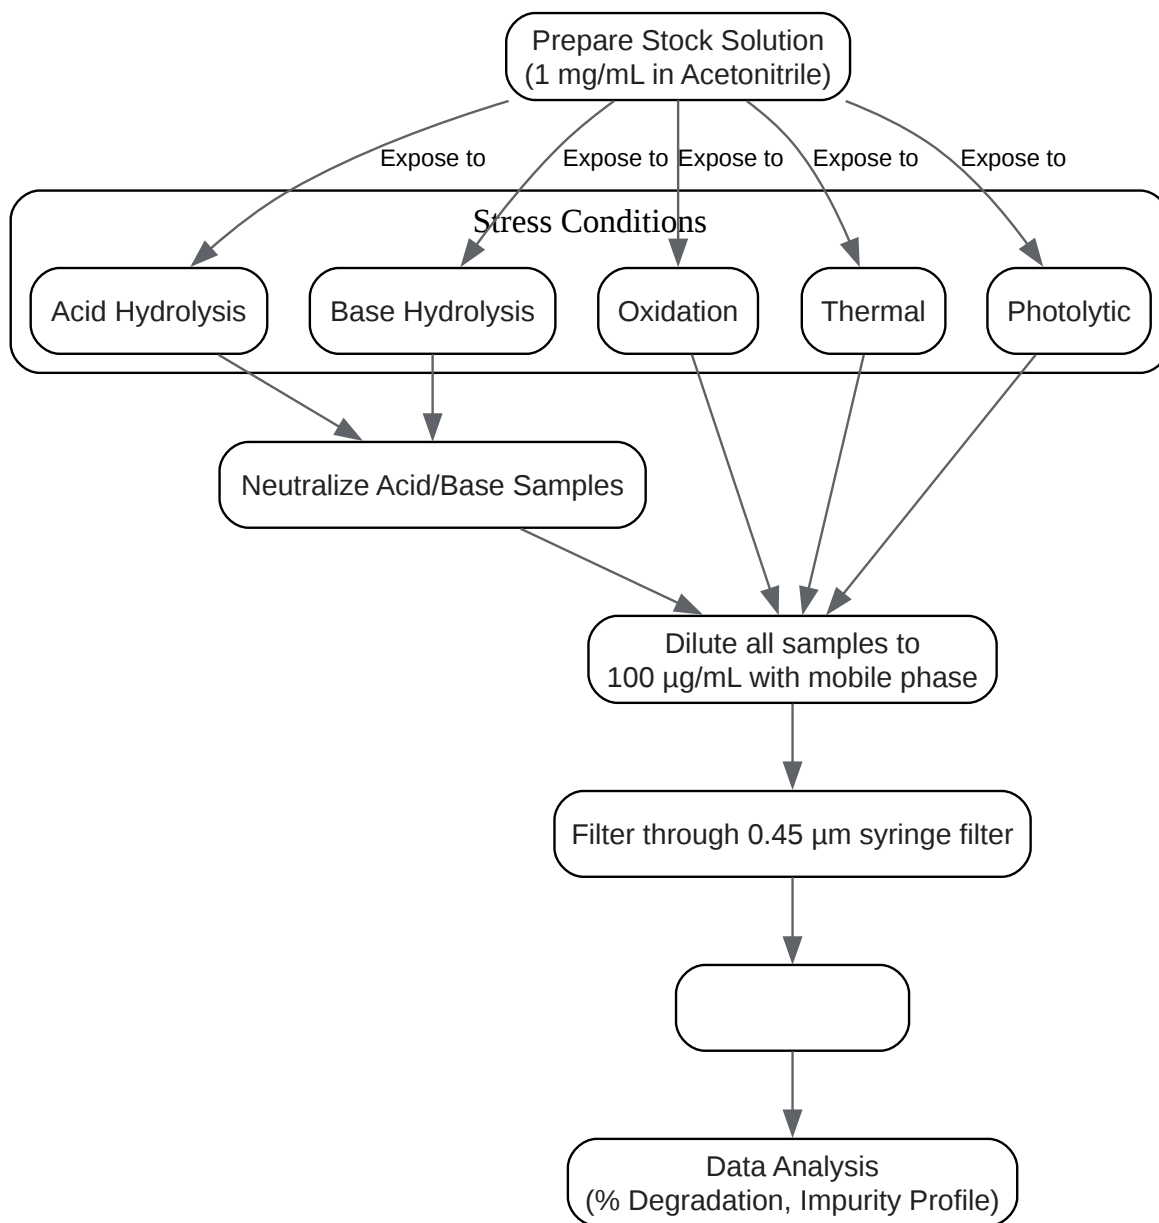 Prepare Stock Solution
(1 mg/mL in Acetonitrile)
Expose to
Expose to
Expose to
Expose to
Expose to
Stress Conditions
Acid Hydrolysis
Base Hydrolysis
Oxidation
Thermal
Photolytic
Neutralize Acid/Base Samples
Dilute all samples to
100 µg/mL with mobile phase
Filter through 0.45 µm syringe filter
Data Analysis
(% Degradation, Impurity Profile)